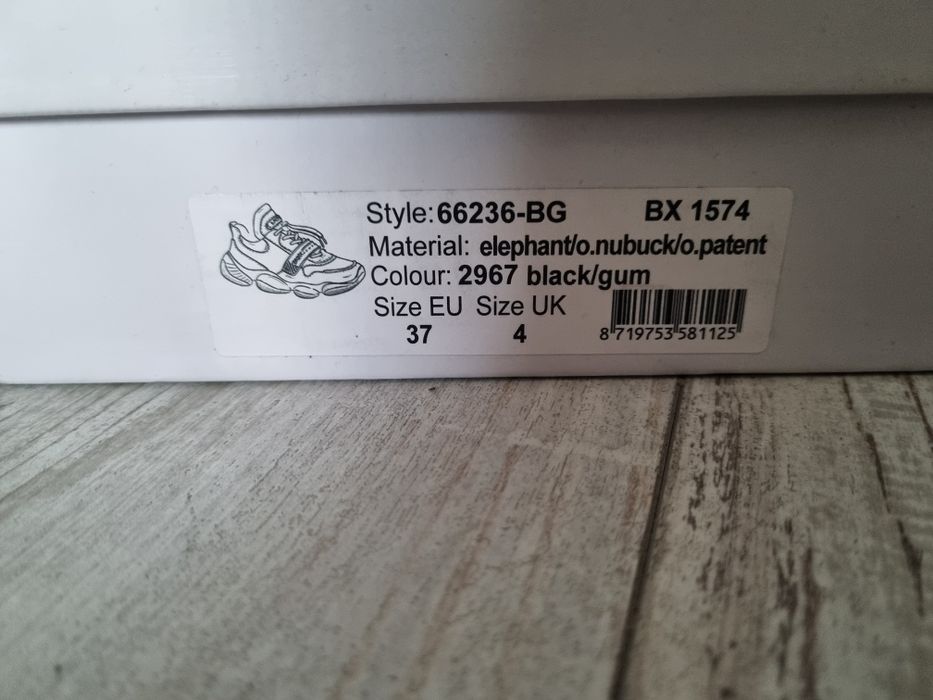 Style: 66236-BG BX 1574
Material: elephant/o.nubuck/o.patent
Colour: 2967 black/gum
Size EU Size UK
37 4
8 719753 581125